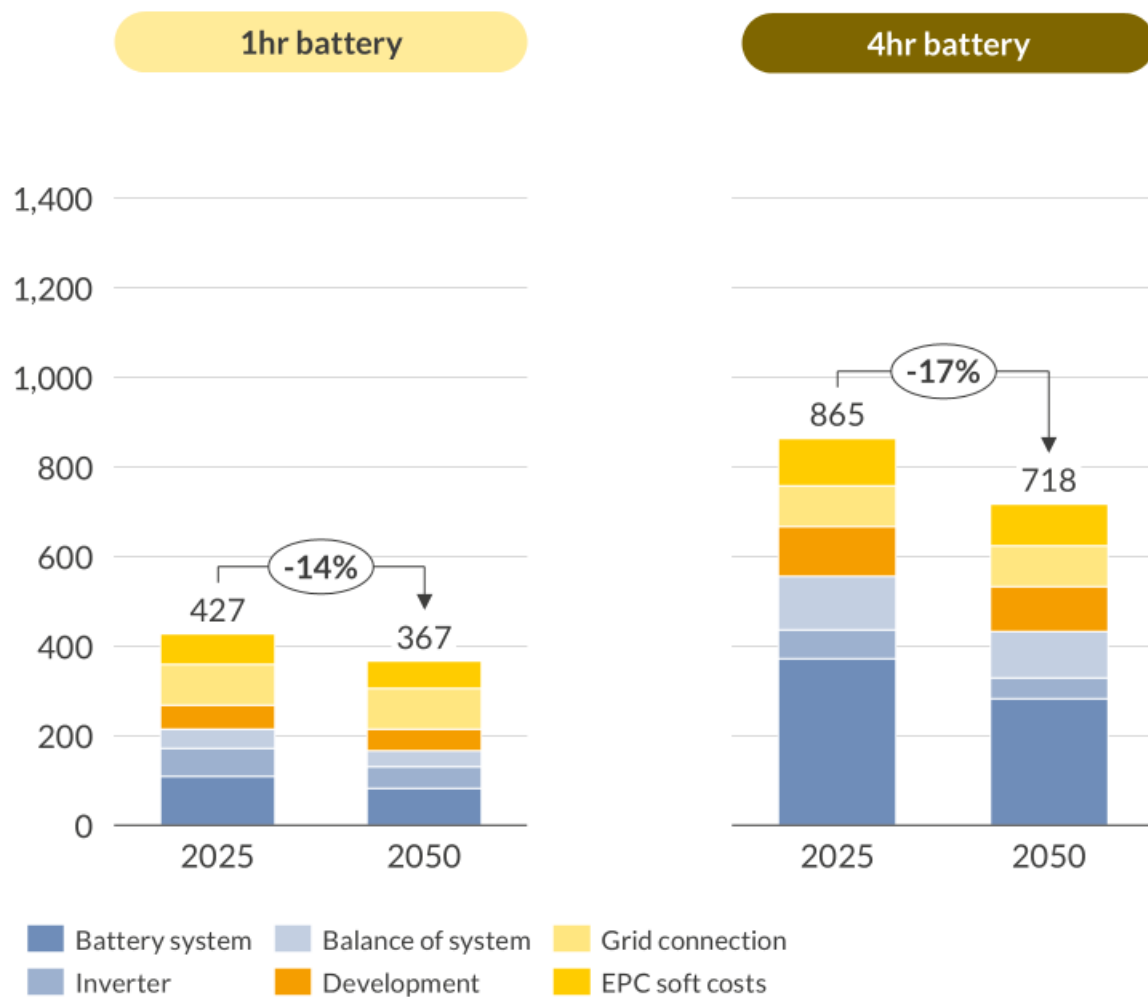 1hr battery
4hr battery
1,400
1,200
1,000
800
600
400
200
0
-14%
427
367
2025
2050
-17%
865
718
2025
2050
Battery system
Balance of system
Grid connection
Inverter
Development
EPC soft costs